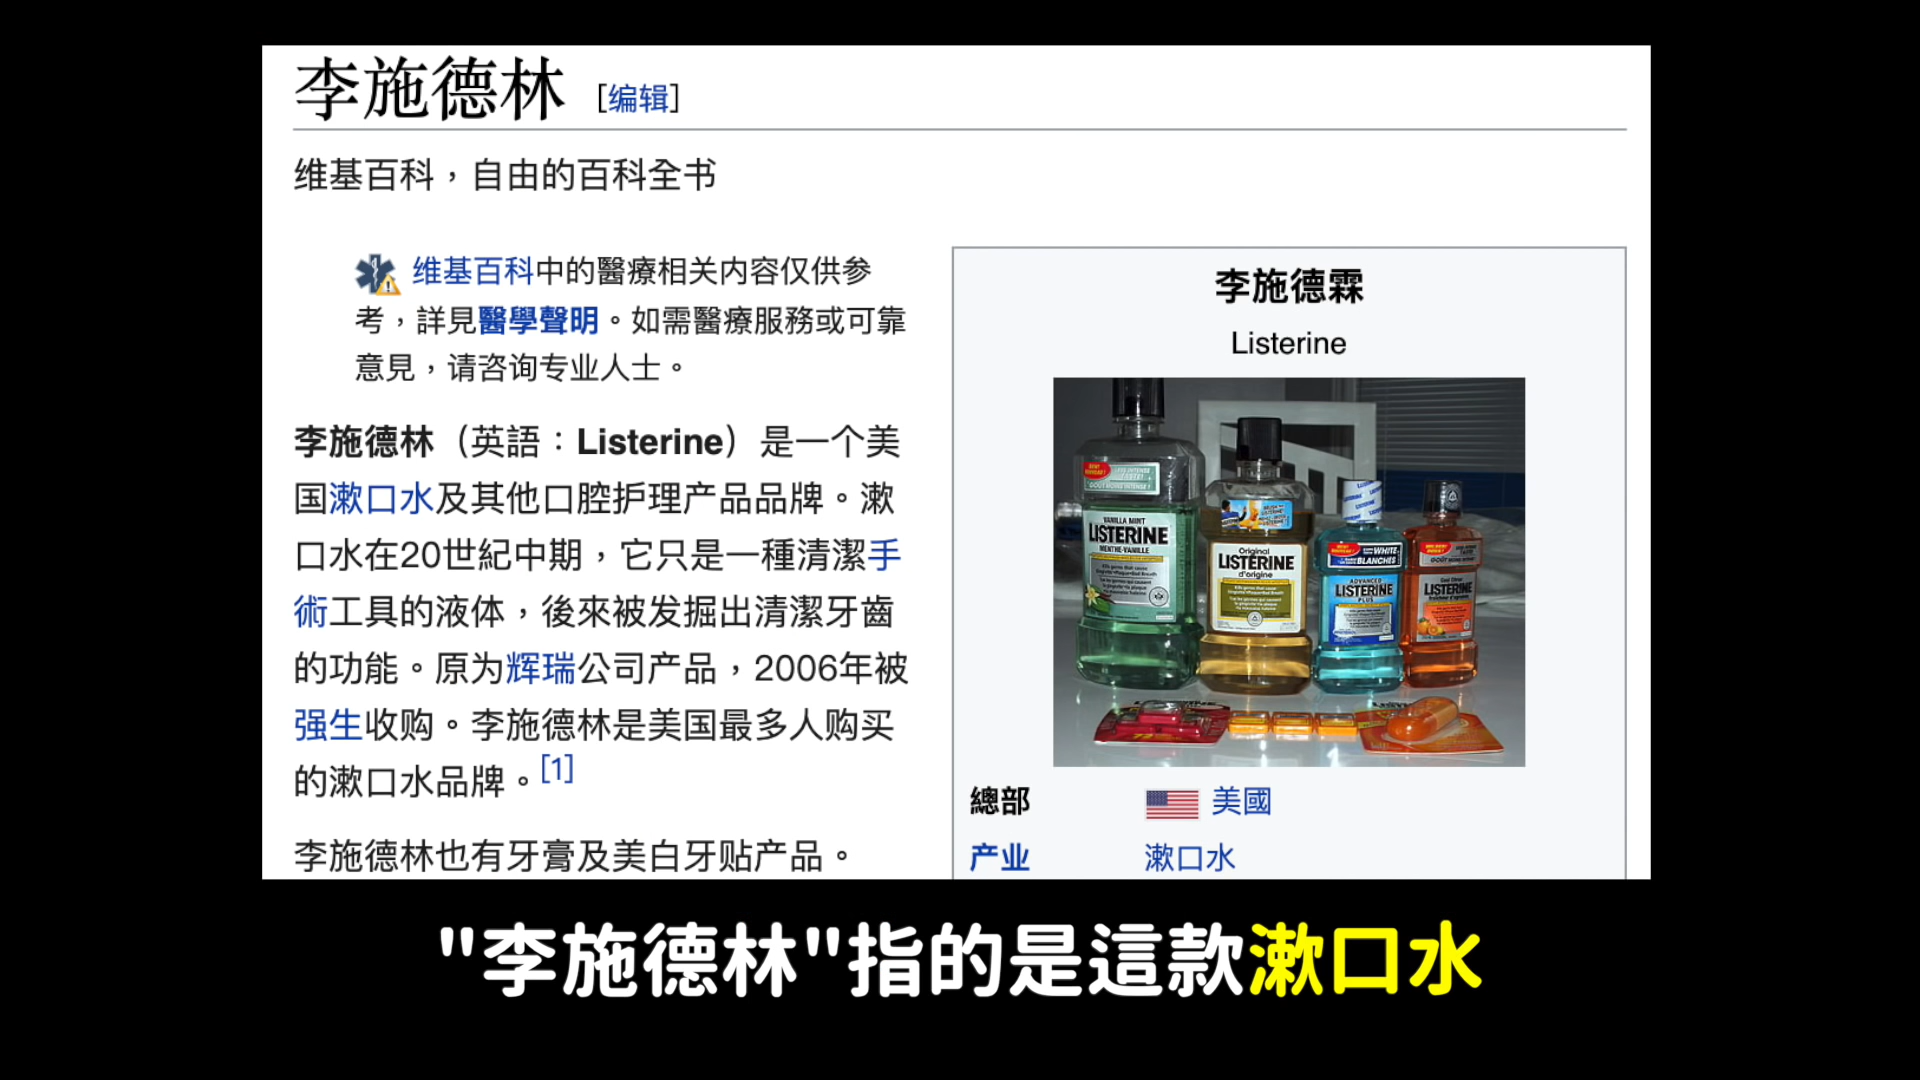 李施德林 [编辑]
维基百科，自由的百科全书
维基百科中的醫療相关内容仅供参
考，詳見醫學聲明。如需醫療服務或可靠
意見，请咨询专业人士。
李施德林（英語：Listerine）是一个美
国漱口水及其他口腔护理产品品牌。漱
口水在20世紀中期，它只是一種清潔手
術工具的液体，後來被发掘出清潔牙齒
的功能。原为辉瑞公司产品，2006年被
强生收购。李施德林是美国最多人购买
的漱口水品牌。[1]
李施德林也有牙膏及美白牙贴产品。
李施德霖
Listerine
VANILLA MINT
LISTERINE
MENTHE-VANILLE
Original
LISTERINE
d'origine
WHITE
BLANCHES
ADVANCED
LISTERINE
PLUS
LISTERINE
總部 美國
产业 漱口水
"李施德林"指的是這款漱口水